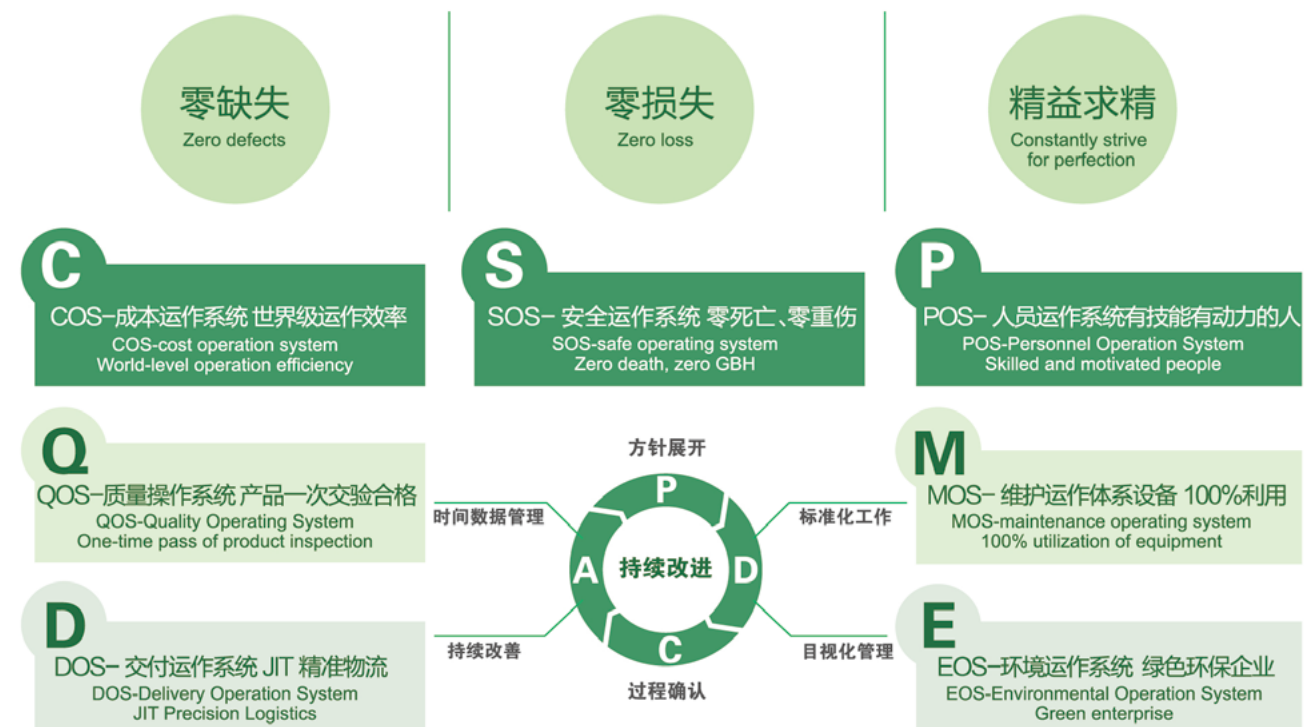 零缺失
Zero defects
零损失
Zero loss
精益求精
Constantly strive
for perfection
C
COS-成本运作系统 世界级运作效率
COS-cost operation system
World-level operation efficiency
S
SOS- 安全运作系统 零死亡、零重伤
SOS-safe operating system
Zero death, zero GBH
P
POS- 人员运作系统有技能有动力的人
POS-Personnel Operation System
Skilled and motivated people
Q
QOS-质量操作系统 产品一次交验合格
QOS-Quality Operating System
One-time pass of product inspection
D
DOS- 交付运作系统 JIT 精准物流
DOS-Delivery Operation System
JIT Precision Logistics
方针展开
时间数据管理
标准化工作
P
A
持续改进
D
C
持续改善
目视化管理
过程确认
M
MOS- 维护运作体系设备 100%利用
MOS-maintenance operating system
100% utilization of equipment
E
EOS-环境运作系统 绿色环保企业
EOS-Environmental Operation System
Green enterprise